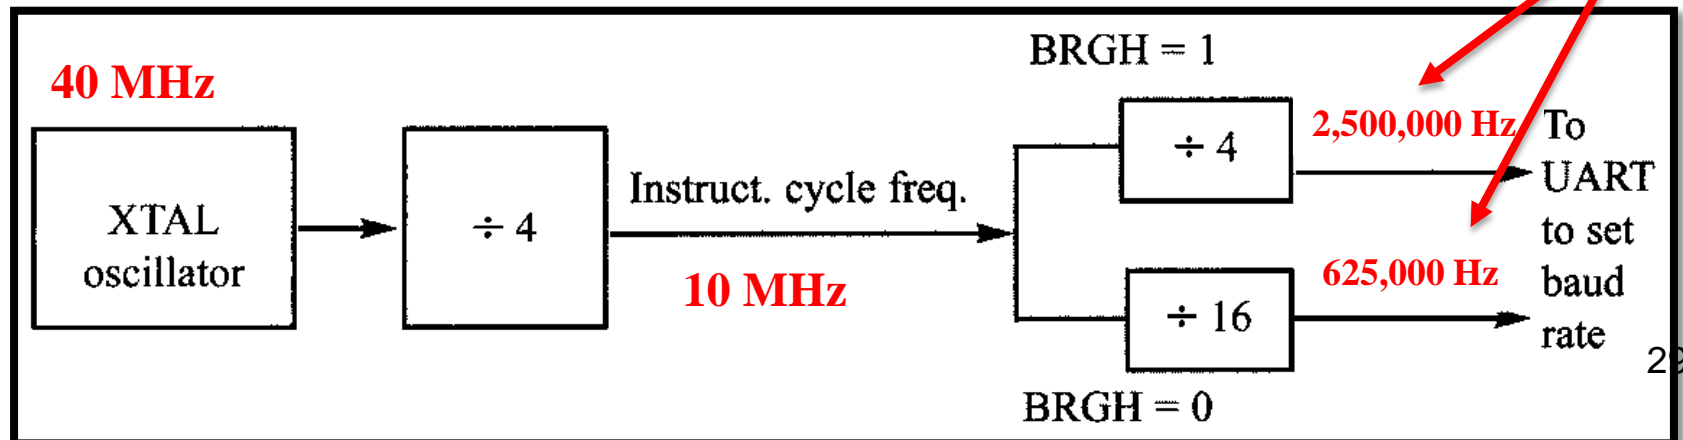 BRGH = 1
40 MHz
XTAL
oscillator
÷ 4
Instruct. cycle freq.
10 MHz
÷ 4
2,500,000 Hz
÷ 16
625,000 Hz
BRGH = 0
To
UART
to set
baud
rate
29